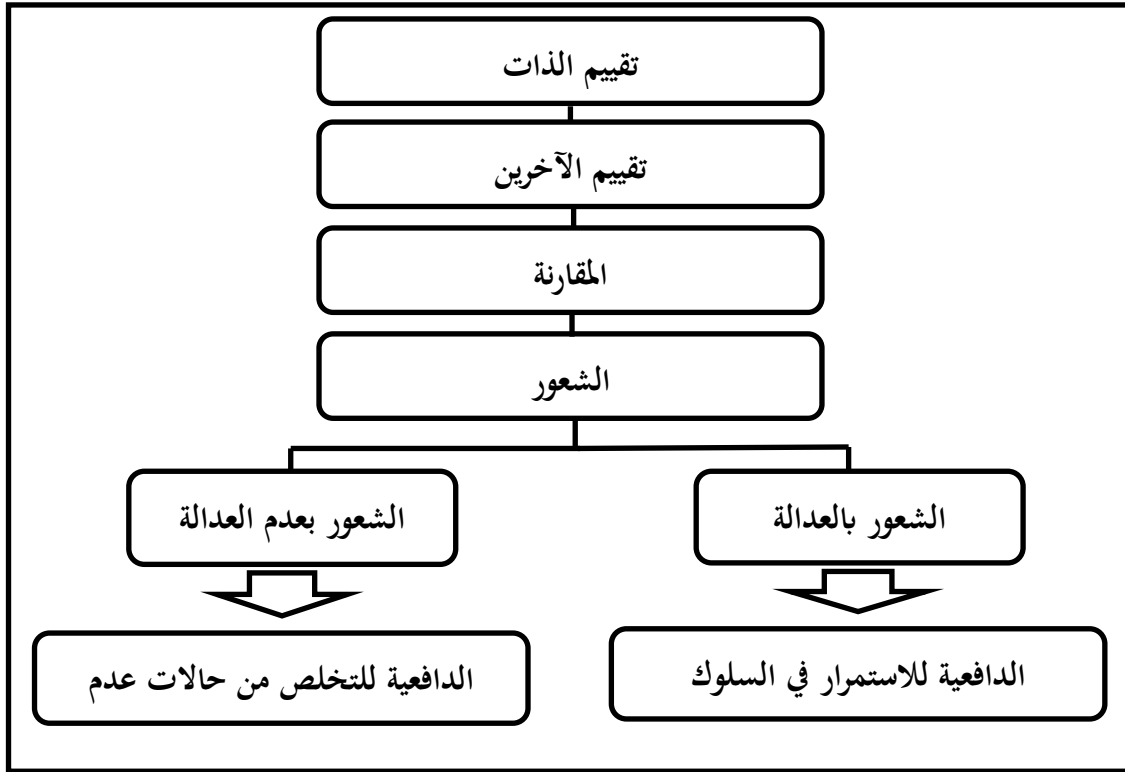 تقييم الذات
تقييم الآخرين
المقارنة
الشعور
الشعور بالعدالة
الشعور بعدم العدالة
الدافعية للاستمرار في السلوك
الدافعية للتخلص من حالات عدم